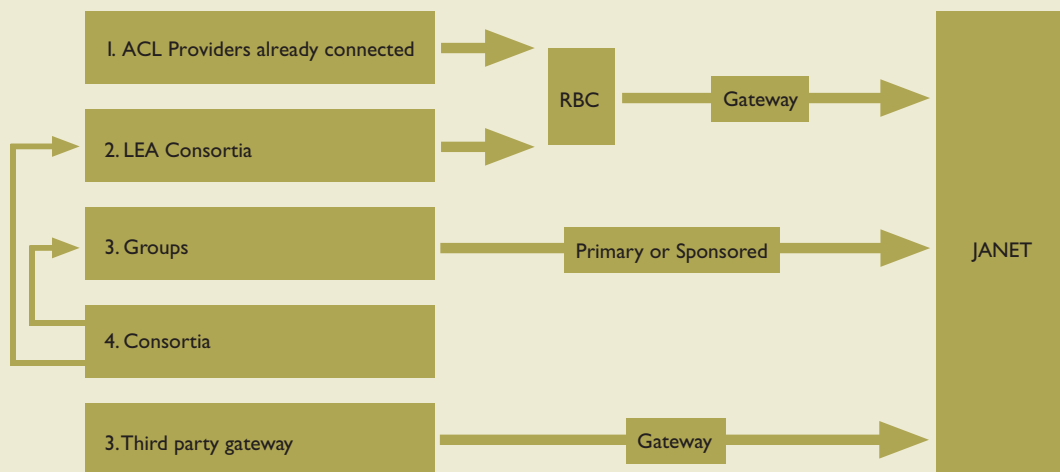 1. ACL Providers already connected
RBC
Gateway
2. LEA Consortia
3. Groups
Primary or Sponsored
JANET
4. Consortia
3. Third party gateway
Gateway